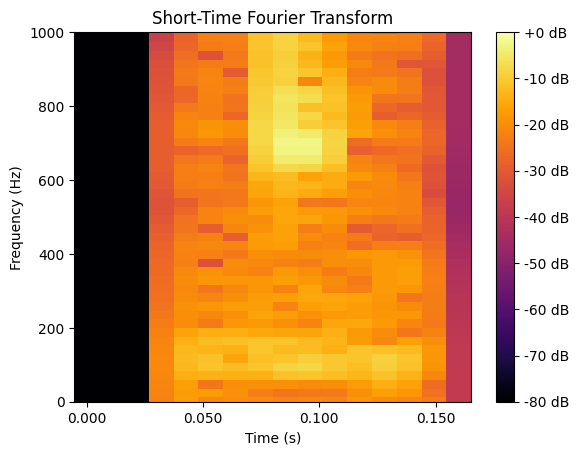 Short-Time Fourier Transform
1000
800
600
400
200
0
Frequency (Hz)
0.000
0.050
0.100
0.150
Time (s)
+0 dB
-10 dB
-20 dB
-30 dB
-40 dB
-50 dB
-60 dB
-70 dB
-80 dB